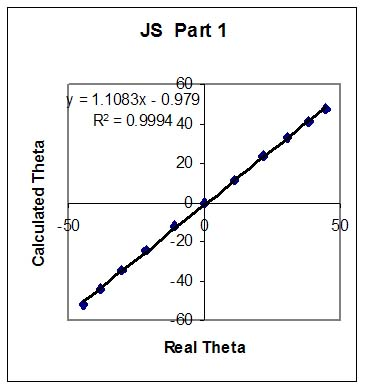 JS Part 1
60
y = 1.1083x - 0.979
R² = 0.9994
40
20
0
-50
0
50
-20
-40
-60
Calculated Theta
Real Theta